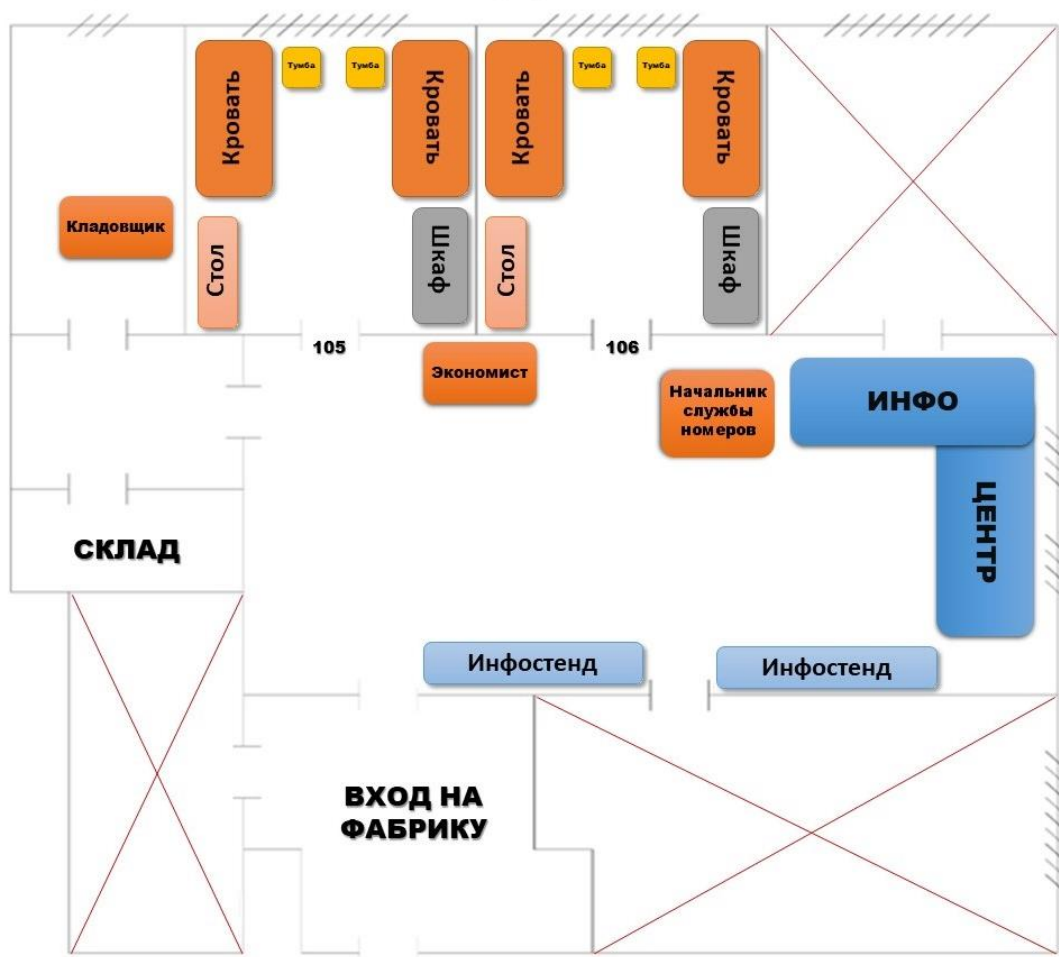 Тумба
Тумба
Тумба
Тумба
Кровать
Кровать
Кровать
Кровать
Кладовщик
Стол
Шкаф
Стол
Шкаф
105
106
Экономист
Начальник
службы
номеров
ИНФО
ЦЕНТР
СКЛАД
Инфостенд
Инфостенд
ВХОД НА
ФАБРИКУ